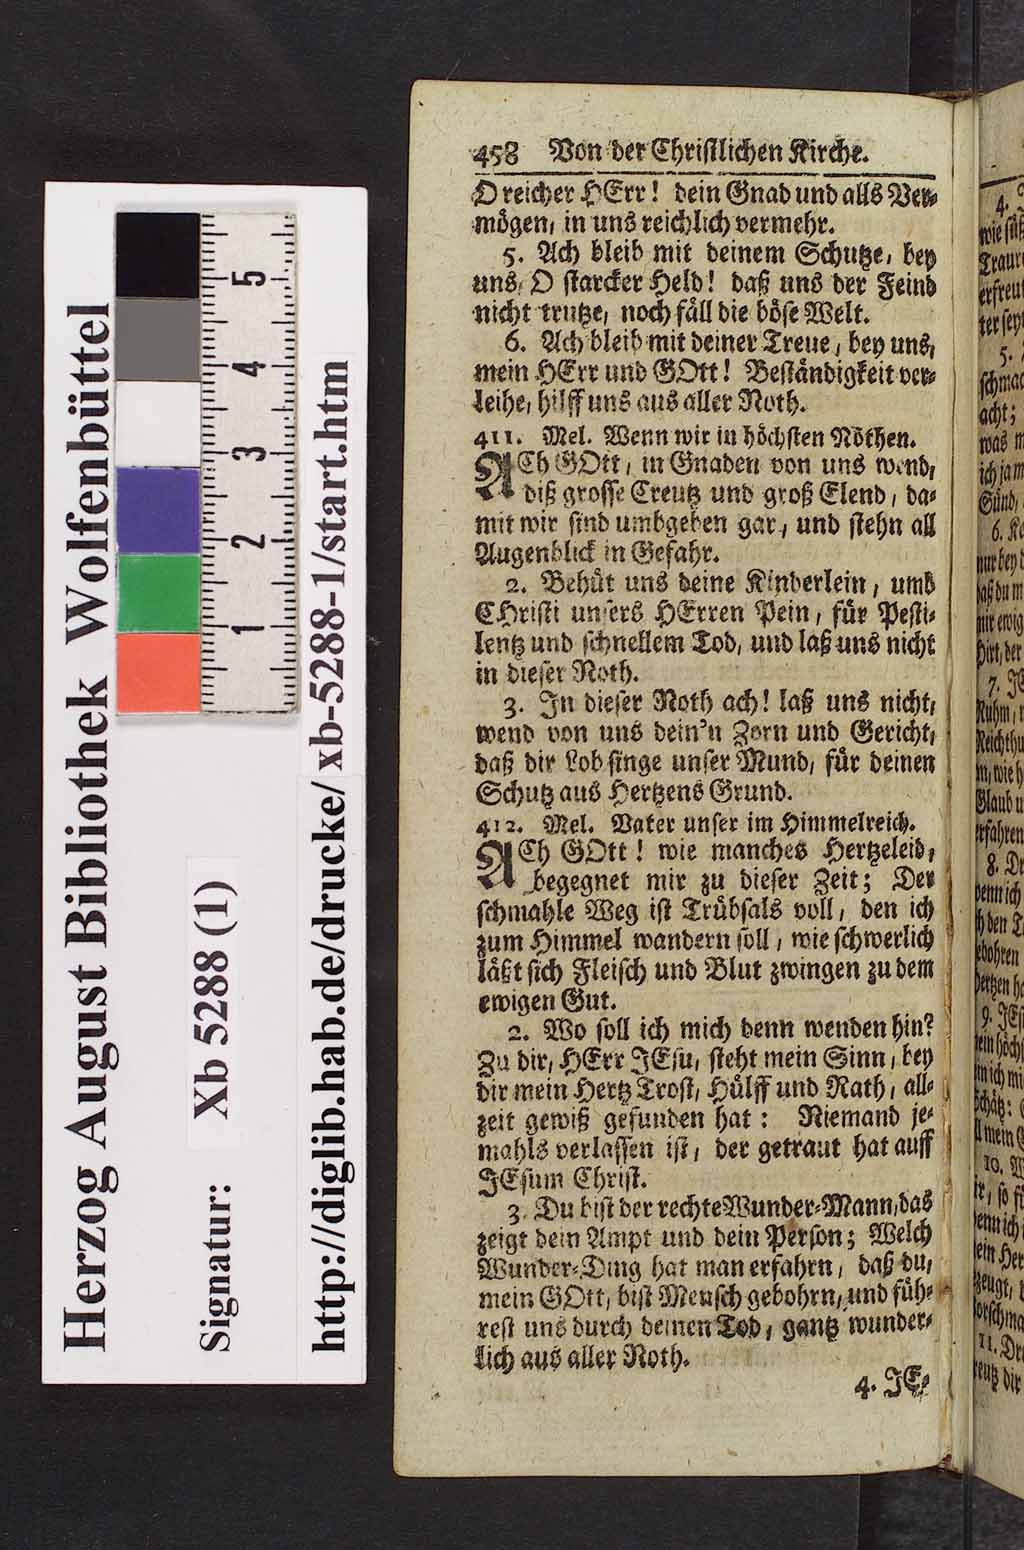 458 Von der Christlichen Kirche.
O reicher HErr! dein Gnad und alls Ver-
mögen, in uns reichlich vermehr.
5. Ach bleib mit deinem Schutze, bey
uns, O starcker Held! daß uns der Feind
nicht trutze, noch fäll die böse Welt.
6. Ach bleib mit deiner Treue, bey uns,
mein HErr und GOtt! Beständigkeit ver-
leihe, hilff uns aus aller Noth.
411. Mel. Wenn wir in höchsten Nöthen.
ACh GOtt, in Gnaden von uns wend,
diß grosse Creutz und groß Elend, da-
mit wir sind umbgeben gar, und stehn all
Augenblick in Gefahr.
2. Behüt uns deine Kinderlein, umb
CHristi unsers HErren Pein, für Pesti-
lentz und schnellem Tod, und laß uns nicht
in dieser Noth.
3. In dieser Noth ach! laß uns nicht,
wend von uns dein'n Zorn und Gericht,
daß dir Lob singe unser Mund, für deinen
Schutz aus Hertzens Grund.
412. Mel. Vater unser im Himmelreich.
ACh GOtt! wie manches Hertzeleid,
begegnet mir zu dieser Zeit; Der
schmahle Weg ist Trübsals voll, den ich
zum Himmel wandern soll, wie schwerlich
läßt sich Fleisch und Blut zwingen zu dem
ewigen Gut.
2. Wo soll ich mich denn wenden hin?
Zu dir, HErr JEsu, steht mein Sinn, bey
dir mein Hertz Trost, Hülff und Rath, all-
zeit gewiß gefunden hat: Niemand je-
mahls verlassen ist, der getraut hat auff
JEsum Christ.
3. Du bist der rechte Wunder-Mann, das
zeigt dein Ampt und dein Person; Welch
Wunder-Ding hat man erfahrn, daß du,
mein GOtt, bist Mensch gebohrn, und füh-
rest uns durch deinen Tod, gantz wunder-
lich aus aller Noth.
4. JE-
Herzog August Bibliothek Wolfenbüttel
Signatur: Xb 5288 (1)
http://diglib.hab.de/drucke/xb-5288-1/start.htm
5
4
3
2
1